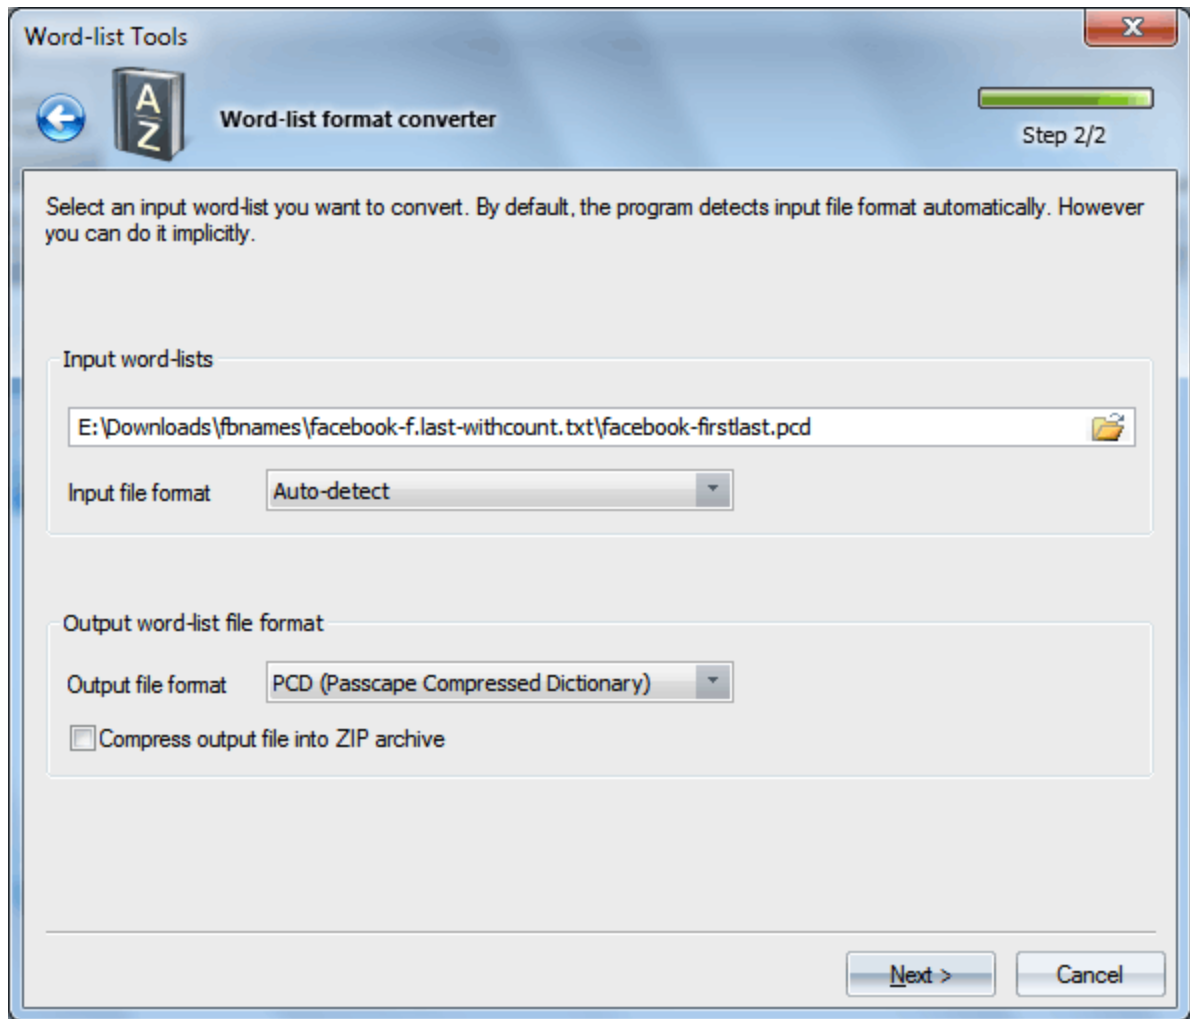 Word-list Tools
X
A
Z
Word-list format converter
Step 2/2
Select an input word-list you want to convert. By default, the program detects input file format automatically. However
you can do it implicitly.
Input word-lists
E:\Downloads\fbnames\facebook-f.last-withcount.txt\facebook-firstlast.pcd
Input file format
Auto-detect
Output word-list file format
Output file format
PCD (Passcape Compressed Dictionary)
Compress output file into ZIP archive
Next >
Cancel